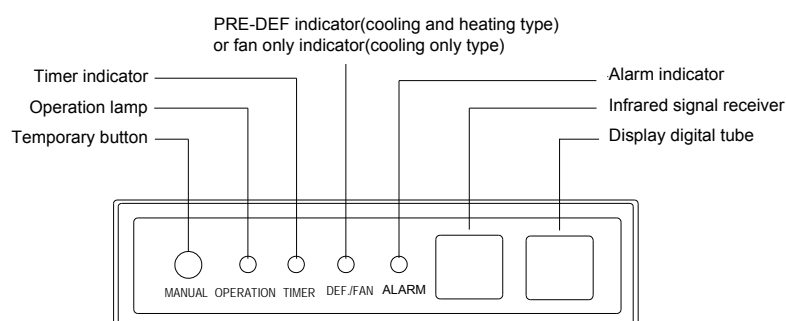 PRE-DEF indicator(cooling and heating type)
or fan only indicator(cooling only type)
Timer indicator
Alarm indicator
Operation lamp
Infrared signal receiver
Temporary button
Display digital tube
MANUAL OPERATION TIMER DEF./FAN ALARM